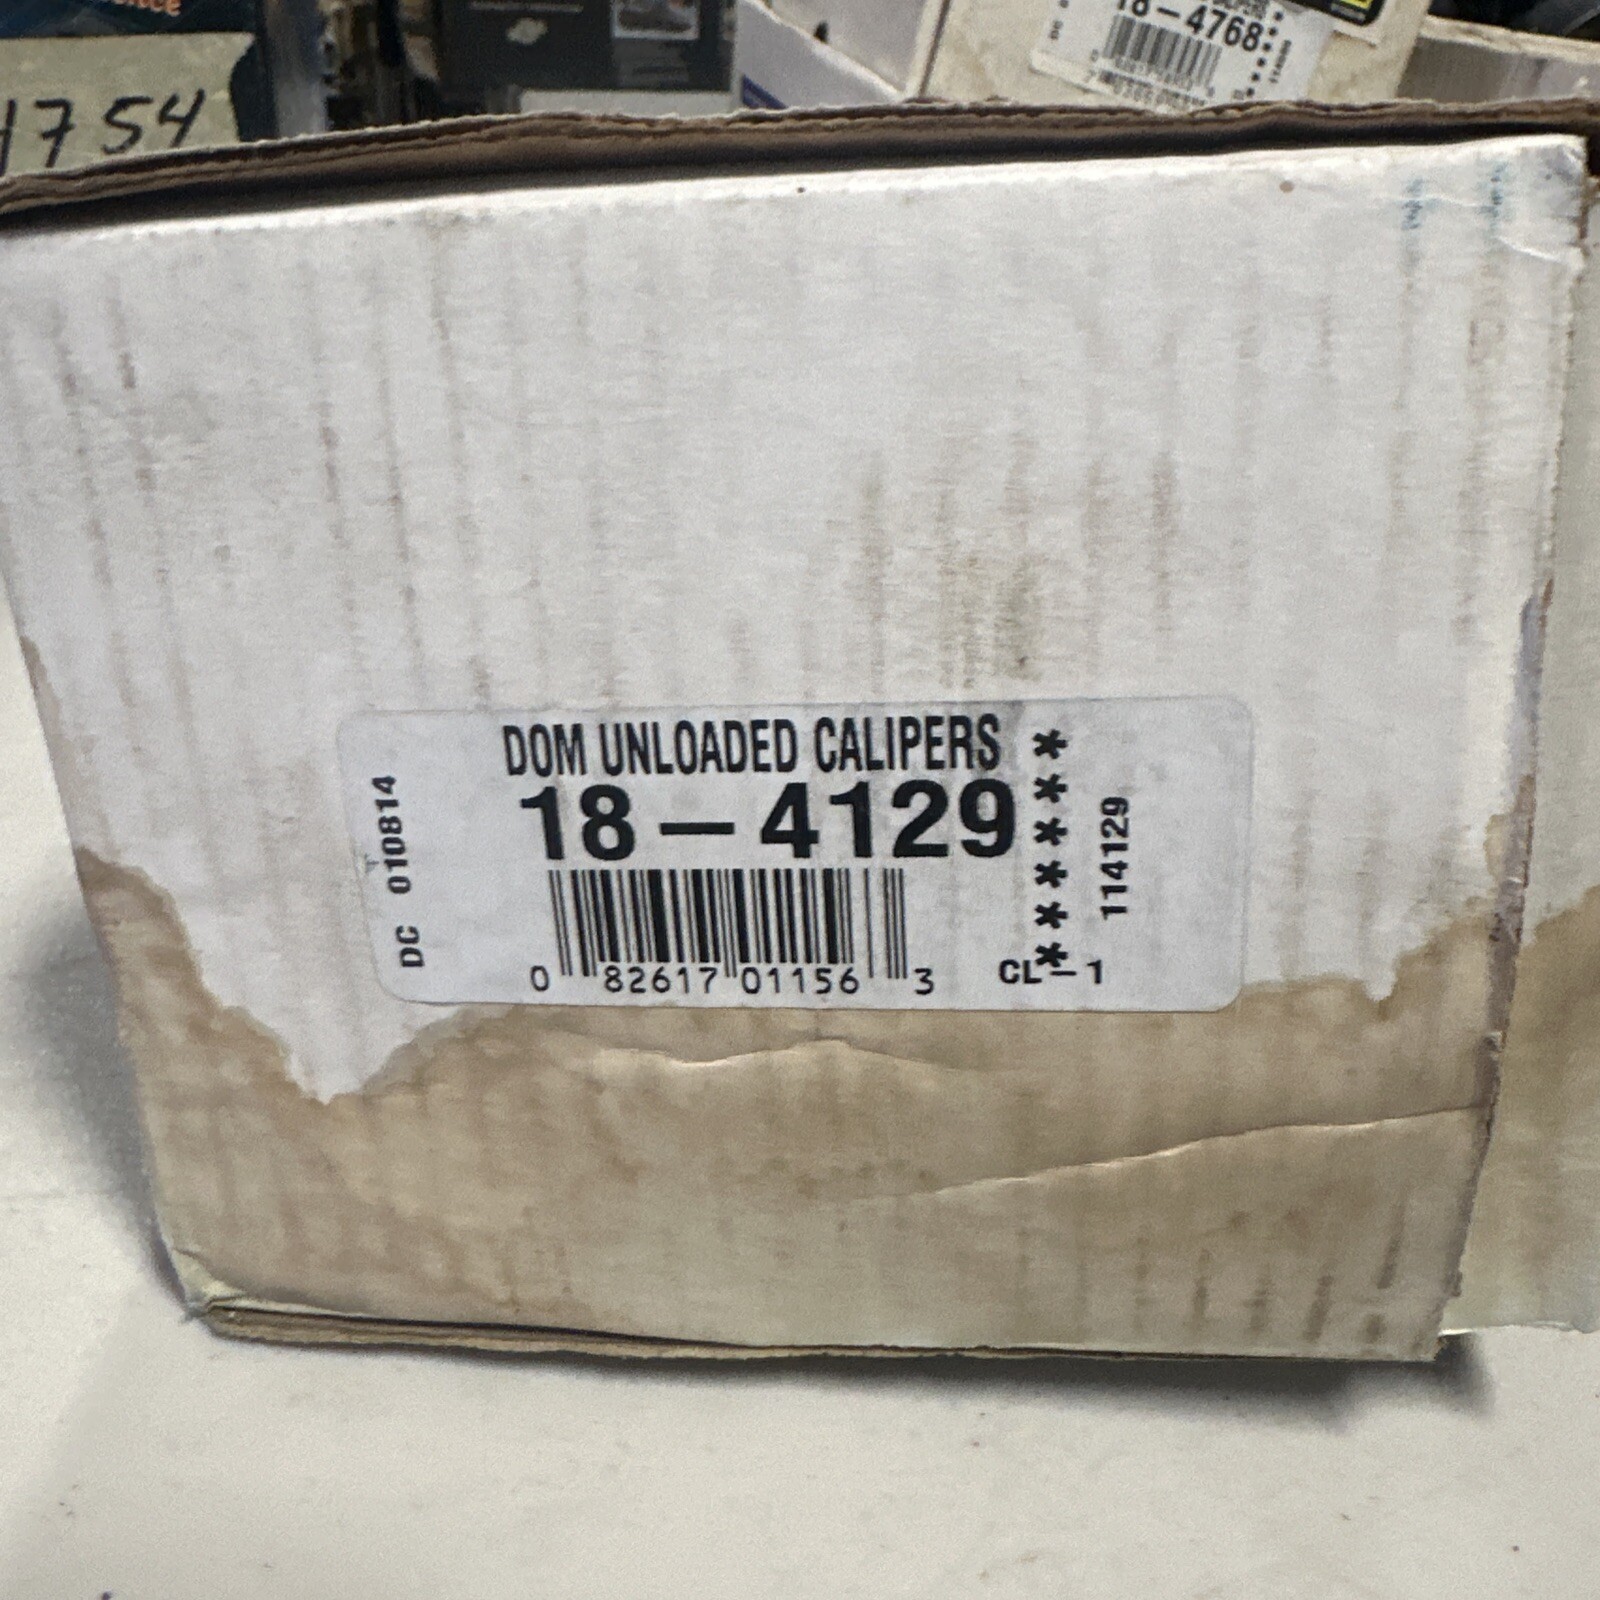 1754
18-4768
DOM UNLOADED CALIPERS
18-4129
DC 010814
0 82617 01156 3
CL-1
*******
114129